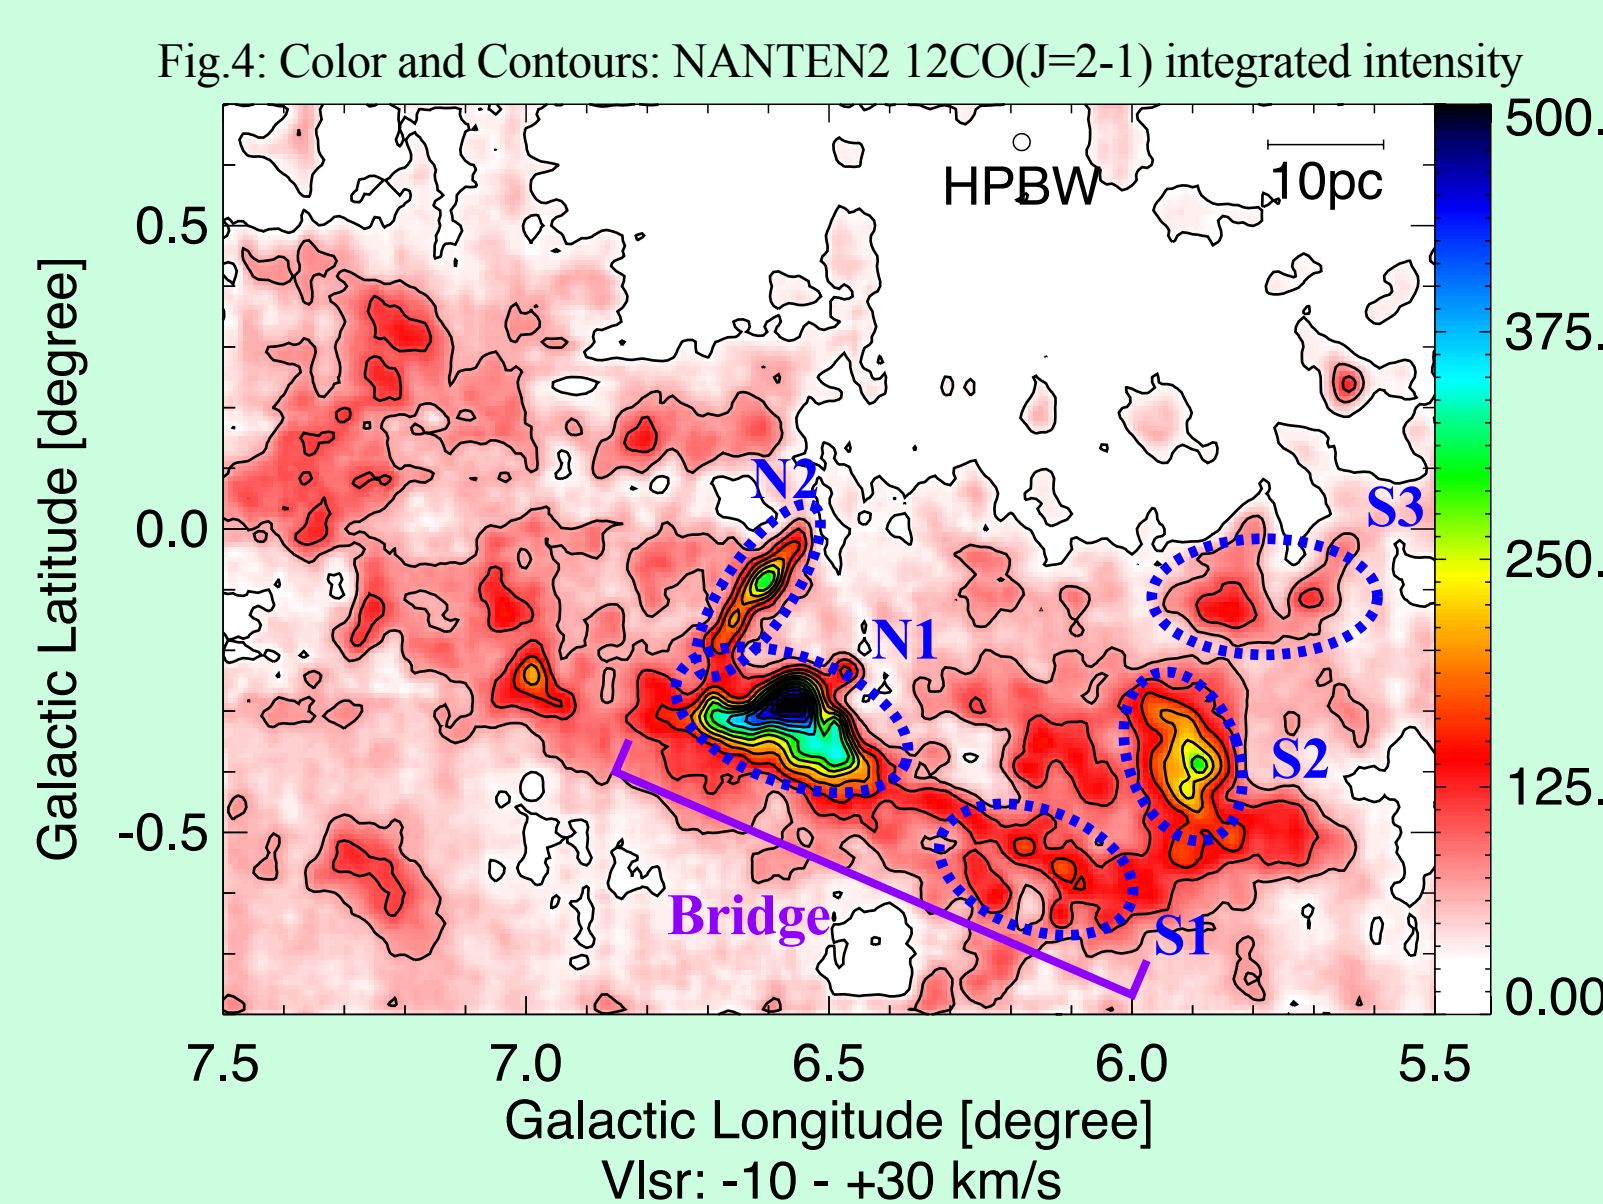 Fig.4: Color and Contours: NANTEN2 12CO(J=2-1) integrated intensity
500.
HPBW
10pc
0.5
375.
N2
S3
0.0
250.
N1
S2
125.
-0.5
Bridge
S1
0.00
7.5 7.0 6.5 6.0 5.5
Galactic Latitude [degree]
Galactic Longitude [degree]
Vlsr: -10 - +30 km/s